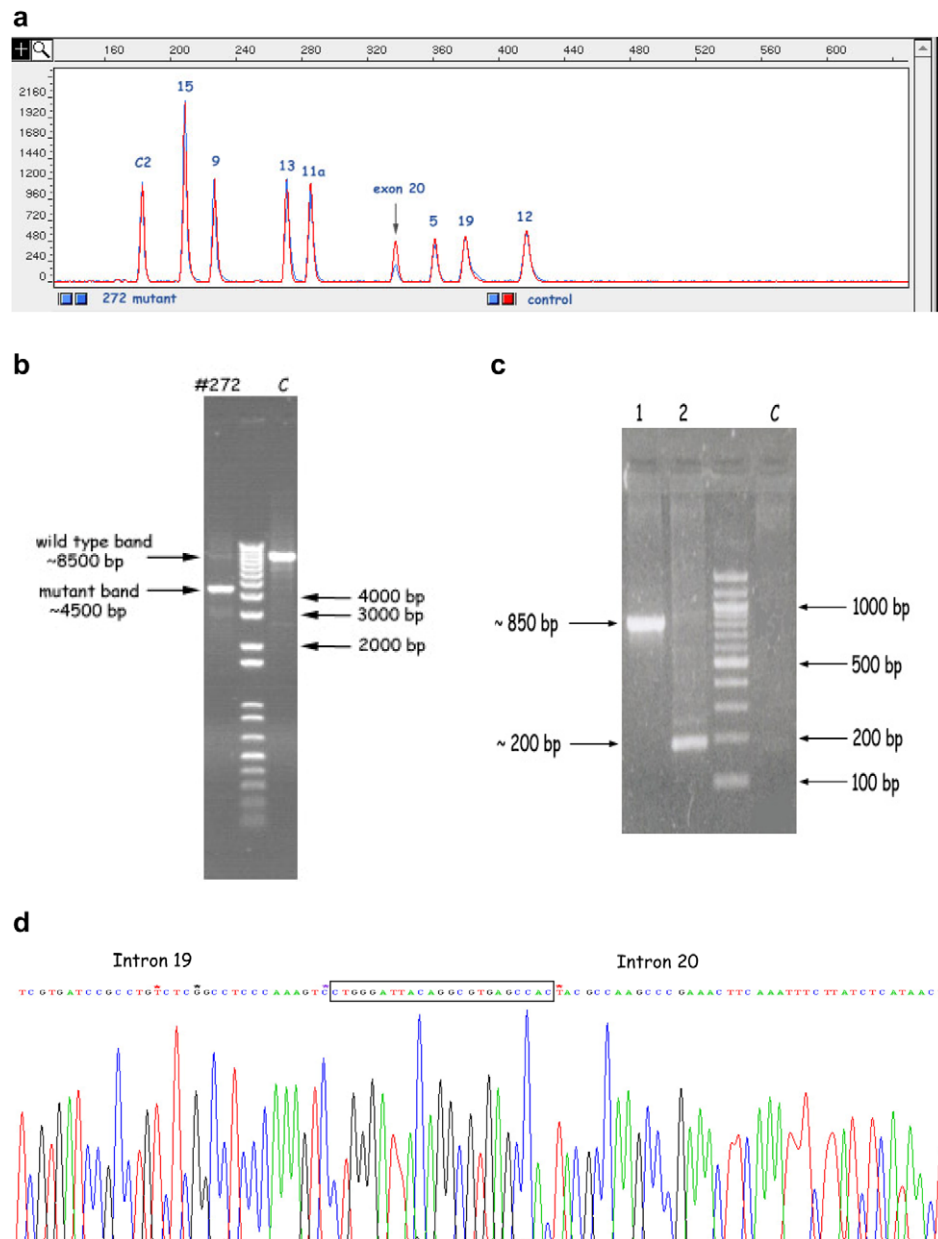 a
160 200 240 280 320 360 400 440 480 520 560 600
2160
1920
1680
1440
1200
960
720
480
240
0
C2
15
9
13
11a
exon 20
5
19
12
272 mutant
control
b
#272 C
wild type band
~8500 bp
mutant band
~4500 bp
4000 bp
3000 bp
2000 bp
c
1 2 C
~ 850 bp
~ 200 bp
1000 bp
500 bp
200 bp
100 bp
d
Intron 19 Intron 20
TCGTGATCCGCCTGTCTCGGCCTCCCAAAGTCCTGGGATTACAGGCGTGAGCCACTACGCCAAGCCCGAAACTTCAAATTTCTTATCTCATAAC